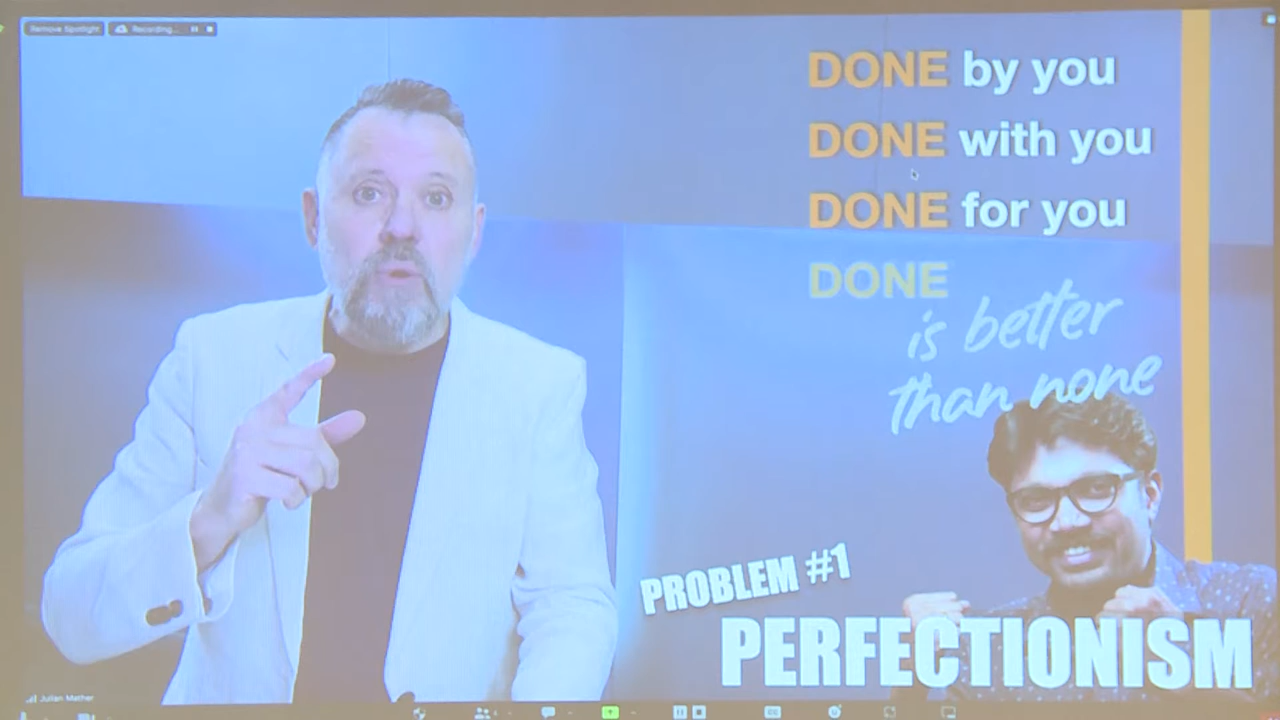 Remove Spotlight
Recording...
DONE by you
DONE with you
DONE for you
DONE
is better
than none
PROBLEM #1
PERFECTIONISM
Julian Mather